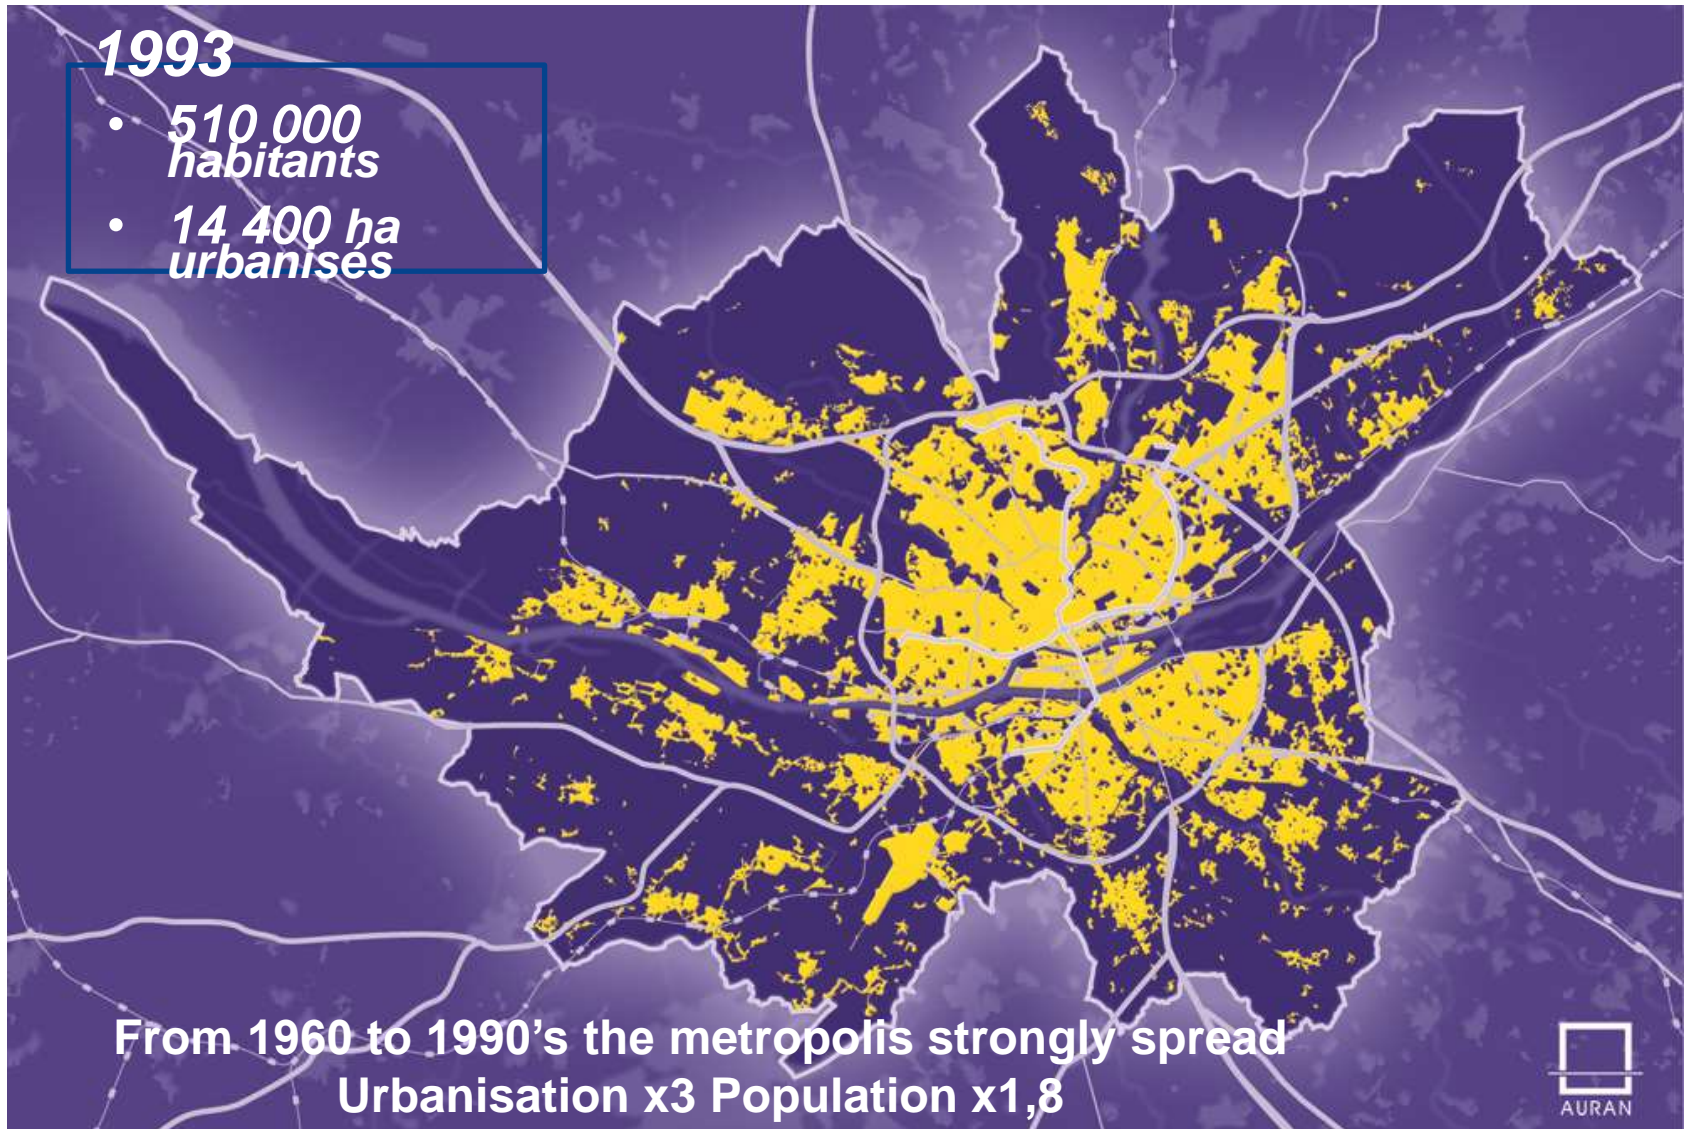 1993
• 510 000
habitants
• 14 400 ha
urbanisés
From 1960 to 1990’s the metropolis strongly spread
Urbanisation x3 Population x1,8
AURAN